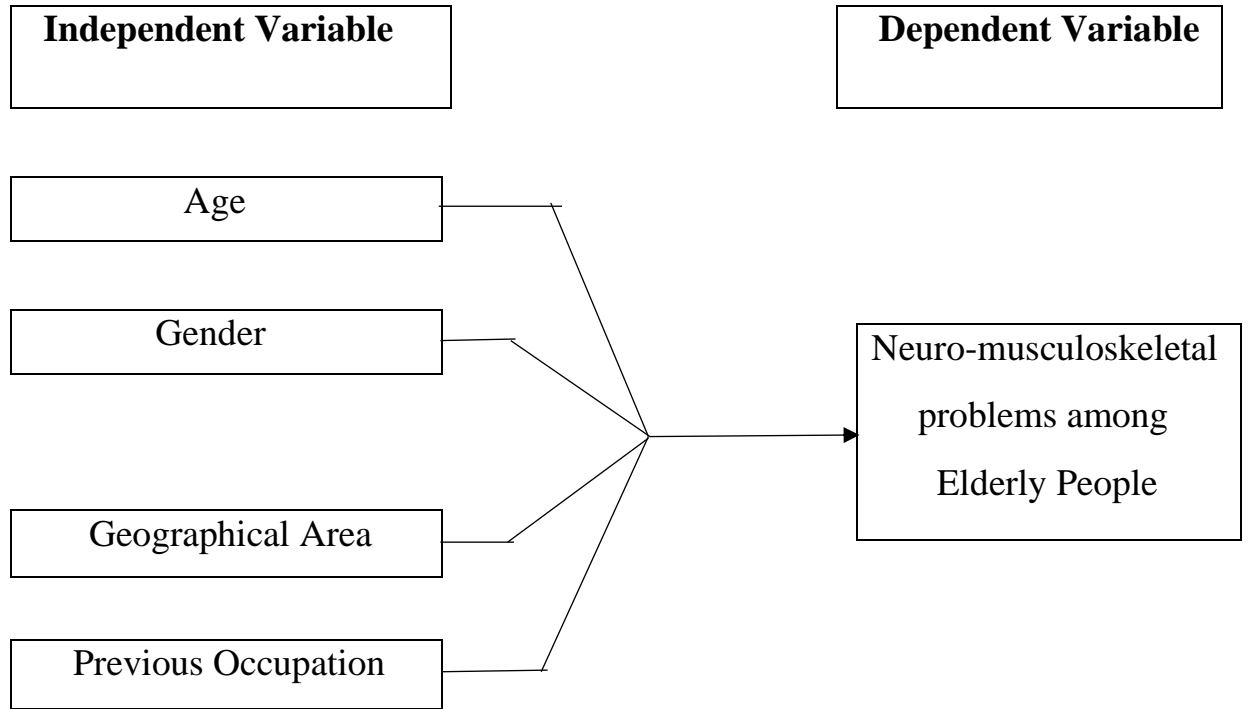 Independent Variable
Dependent Variable
Age
Gender
Geographical Area
Previous Occupation
Neuro-musculoskeletal
problems among
Elderly People